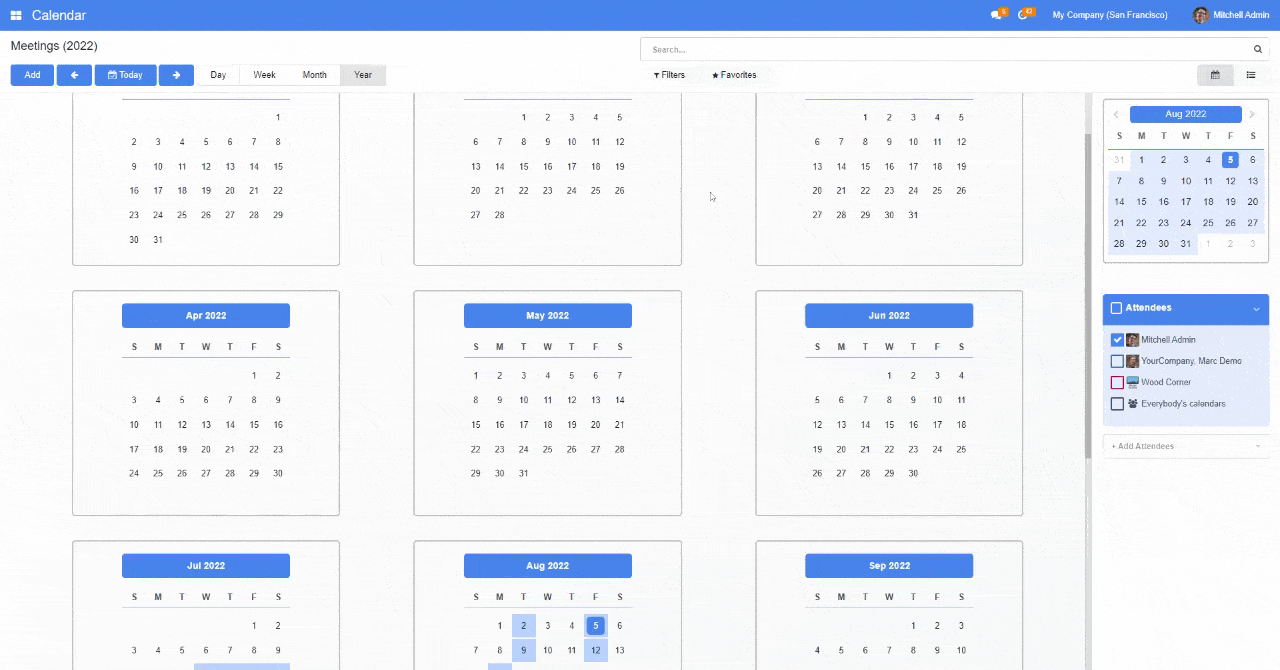 Calendar
5
42
My Company (San Francisco)
Mitchell Admin
Meetings (2022)
Search...
Add
Today
Day
Week
Month
Year
Filters
Favorites
1
2 3 4 5 6 7 8
9 10 11 12 13 14 15
16 17 18 19 20 21 22
23 24 25 26 27 28 29
30 31
1 2 3 4 5
6 7 8 9 10 11 12
13 14 15 16 17 18 19
20 21 22 23 24 25 26
27 28
1 2 3 4 5
6 7 8 9 10 11 12
13 14 15 16 17 18 19
20 21 22 23 24 25 26
27 28 29 30 31
Apr 2022
S M T W T F S
1 2
3 4 5 6 7 8 9
10 11 12 13 14 15 16
17 18 19 20 21 22 23
24 25 26 27 28 29 30
May 2022
S M T W T F S
1 2 3 4 5 6 7
8 9 10 11 12 13 14
15 16 17 18 19 20 21
22 23 24 25 26 27 28
29 30 31
Jun 2022
S M T W T F S
1 2 3 4
5 6 7 8 9 10 11
12 13 14 15 16 17 18
19 20 21 22 23 24 25
26 27 28 29 30
Jul 2022
S M T W T F S
1 2
3 4 5 6 7 8 9
Aug 2022
S M T W T F S
1 2 3 4 5 6
7 8 9 10 11 12 13
Sep 2022
S M T W T F S
1 2 3
4 5 6 7 8 9 10
Aug 2022
S M T W T F S
31 1 2 3 4 5 6
7 8 9 10 11 12 13
14 15 16 17 18 19 20
21 22 23 24 25 26 27
28 29 30 31 1 2 3
Attendees
Mitchell Admin
YourCompany, Marc Demo
Wood Corner
Everybody's calendars
+ Add Attendees